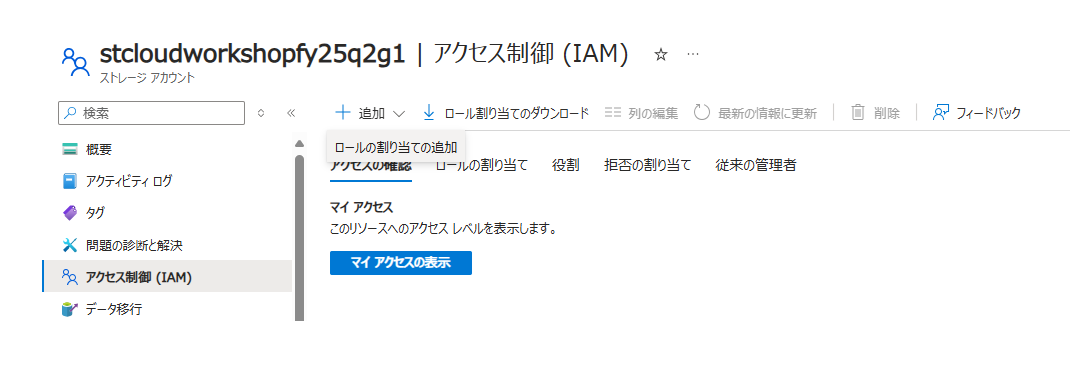 stcloudworkshopfy25q2g1 | アクセス制御 (IAM) ☆ …
ストレージ アカウント
検索
追加 ロール割り当てのダウンロード 列の編集 最新の情報に更新 削除 フィードバック
ロールの割り当ての追加
概要
アクセスの確認 ロールの割り当て 役割 拒否の割り当て 従来の管理者
アクティビティ ログ
マイ アクセス
タグ
このリソースへのアクセス レベルを表示します。
問題の診断と解決
マイ アクセスの表示
アクセス制御 (IAM)
データ移行